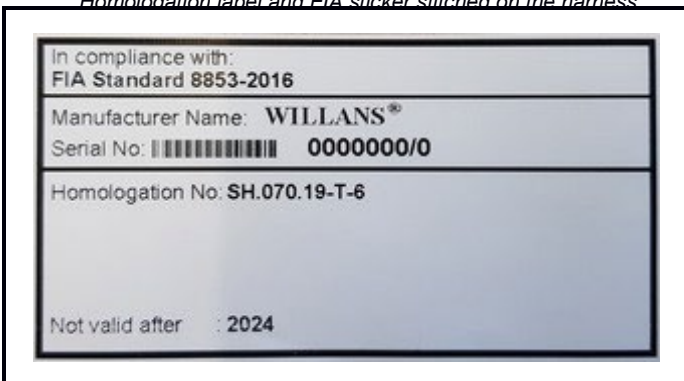 Homologation label and FIA sticker stitched on the harness
In compliance with:
FIA Standard 8853-2016
Manufacturer Name: WILLANS®
Serial No: 0000000/0
Homologation No: SH.070.19-T-6
Not valid after : 2024